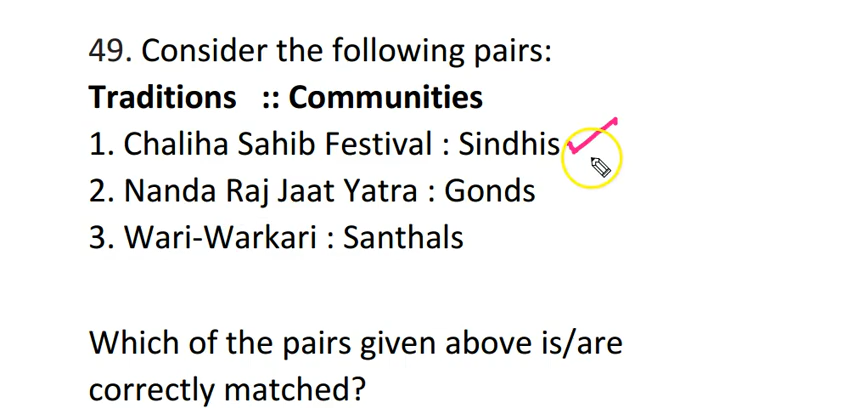 49. Consider the following pairs:
Traditions :: Communities
1. Chaliha Sahib Festival : Sindhis
2. Nanda Raj Jaat Yatra : Gonds
3. Wari-Warkari : Santhals
Which of the pairs given above is/are
correctly matched?